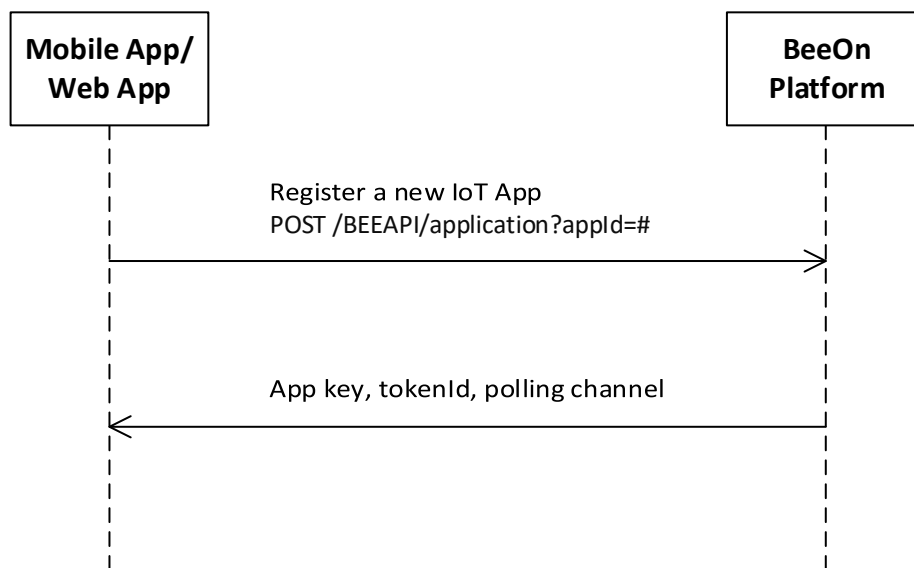 Mobile App/
Web App
BeeOn
Platform
Register a new IoT App
POST /BEEAPI/application?appId=#
App key, tokenId, polling channel